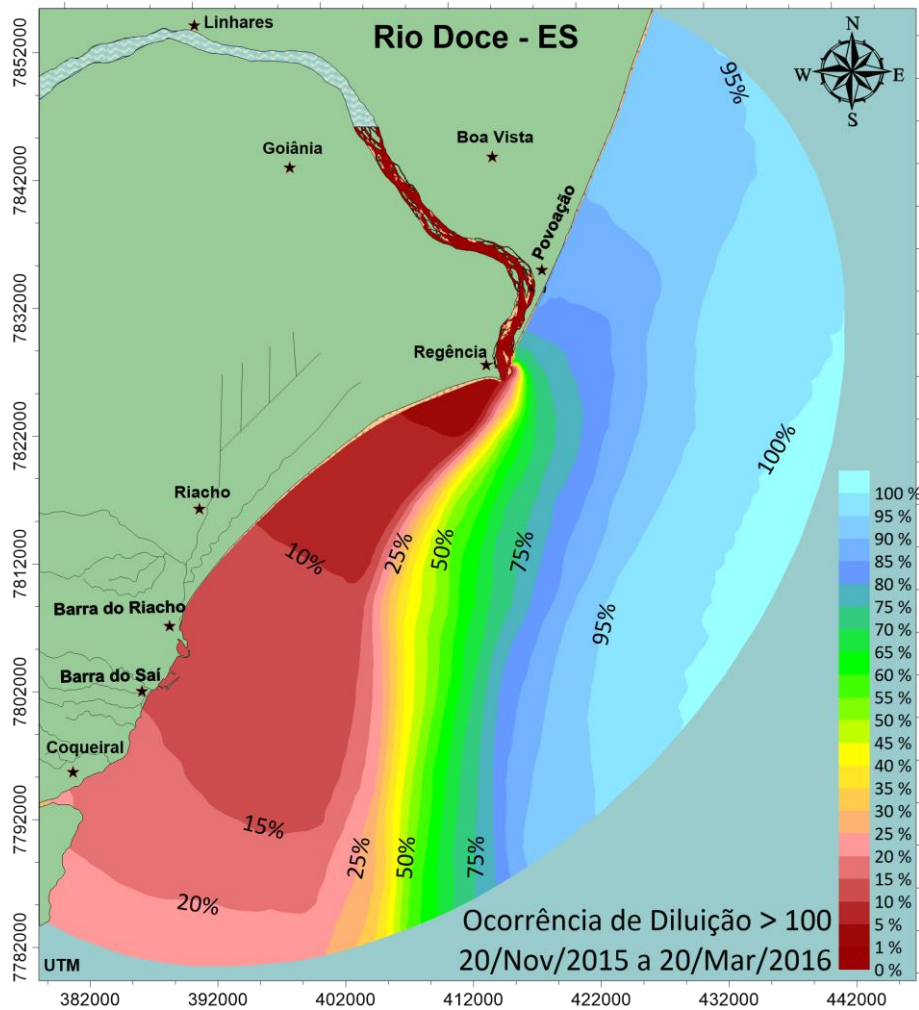 Rio Doce - ES
N
W E
S
Linhares
Goiânia
Boa Vista
Povoação
Regência
Riacho
Barra do Riacho
Barra do Saí
Coqueiral
95%
100%
10%
25%
50%
75%
95%
15%
25%
50%
75%
20%
Ocorrência de Diluição > 100
20/Nov/2015 a 20/Mar/2016
UTM
100 %
95 %
90 %
85 %
80 %
75 %
70 %
65 %
60 %
55 %
50 %
45 %
35 %
30 %
25 %
20 %
15 %
10 %
5 %
1 %
0 %
7852000
7842000
7832000
7822000
7812000
7802000
7792000
7782000
382000 392000 402000 412000 422000 432000 442000